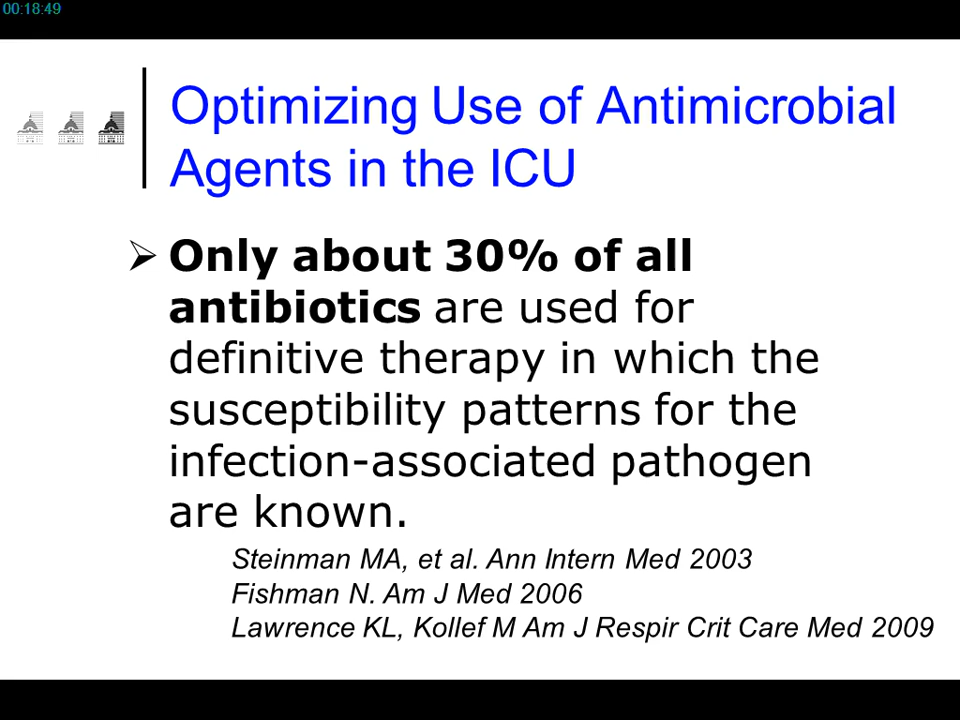 00:18:49
Optimizing Use of Antimicrobial
Agents in the ICU
➢ Only about 30% of all
antibiotics are used for
definitive therapy in which the
susceptibility patterns for the
infection-associated pathogen
are known.
Steinman MA, et al. Ann Intern Med 2003
Fishman N. Am J Med 2006
Lawrence KL, Kollef M Am J Respir Crit Care Med 2009